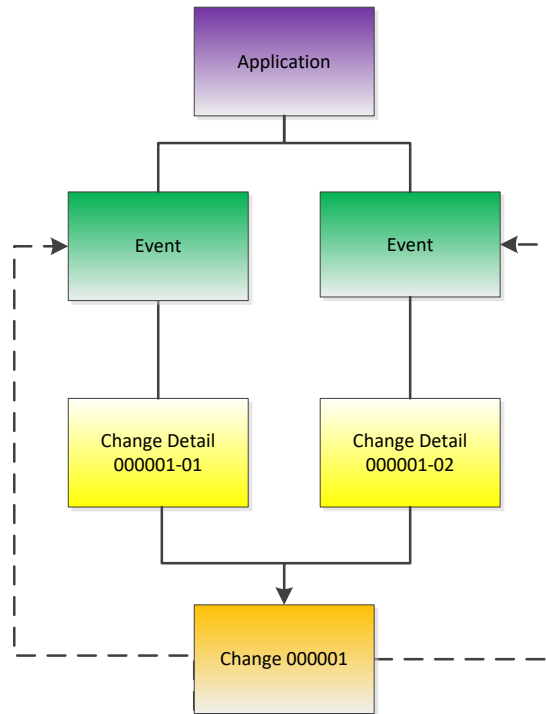 Application
Event
Event
Change Detail
000001-01
Change Detail
000001-02
Change 000001